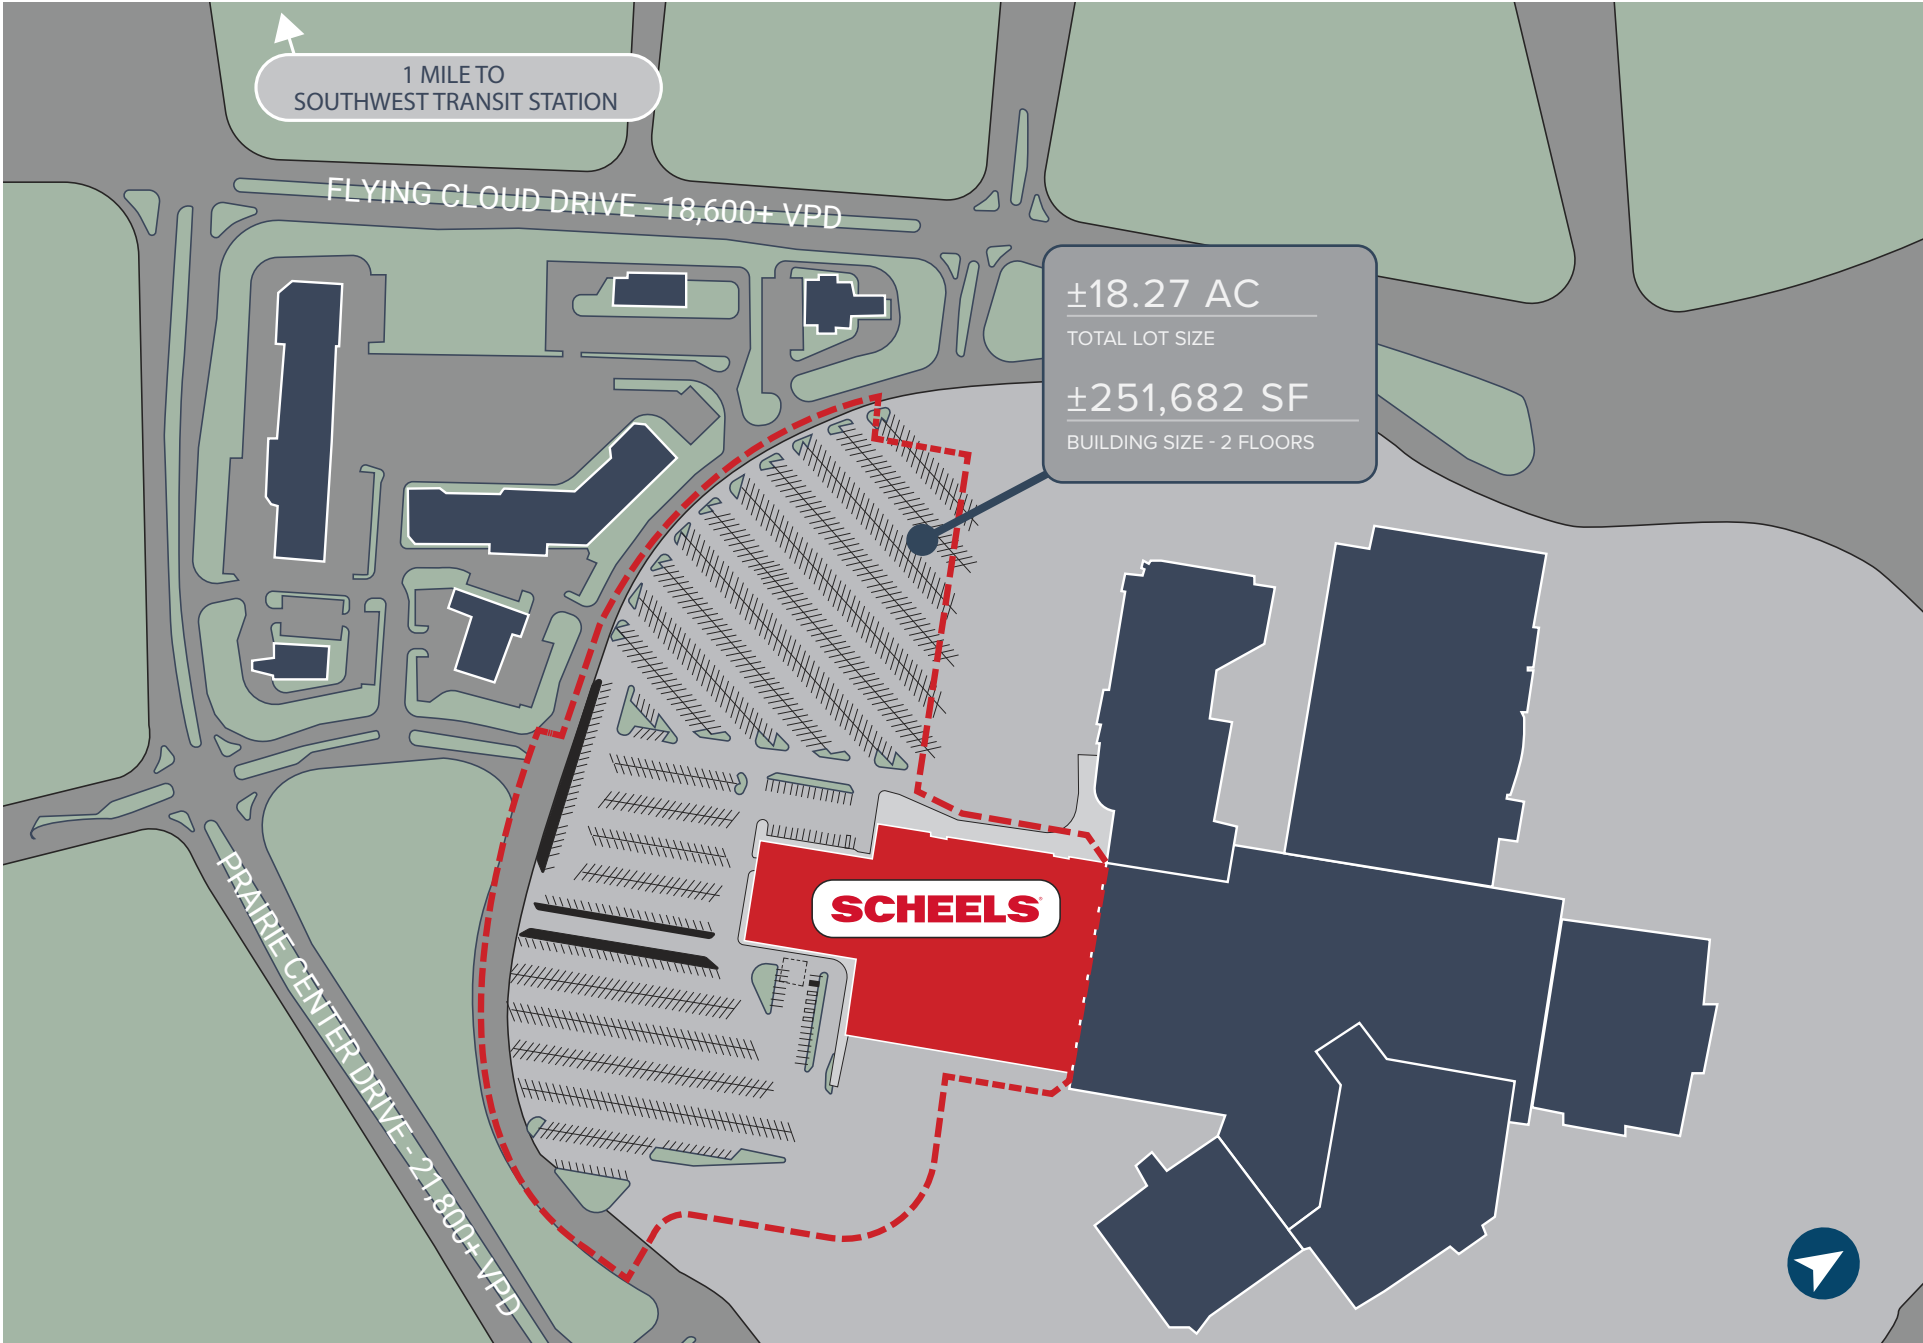 1 MILE TO
SOUTHWEST TRANSIT STATION
FLYING CLOUD DRIVE - 18,600+ VPD
±18.27 AC
TOTAL LOT SIZE
±251,682 SF
BUILDING SIZE - 2 FLOORS
SCHEELS
PRAIRIE CENTER DRIVE - 21,800+ VPD